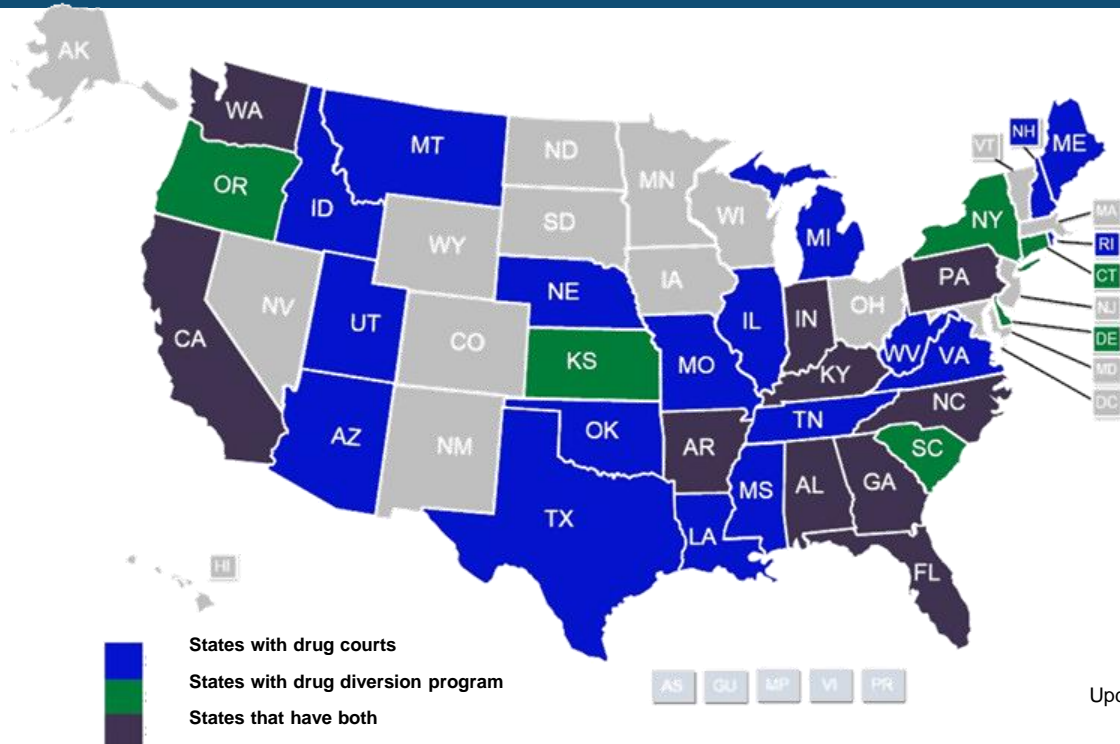 AK
WA
MT
ND
MN
VT
NH
ME
OR
ID
SD
WI
MI
NY
MA
WY
RI
IA
PA
CT
NE
OH
NV
UT
IL
IN
NJ
CO
DE
CA
KS
MO
WV
VA
MD
KY
DC
NC
AZ
OK
TN
NM
AR
SC
TX
MS
AL
GA
LA
HI
FL
States with drug courts
States with drug diversion program
States that have both
AS GU MP VI PR